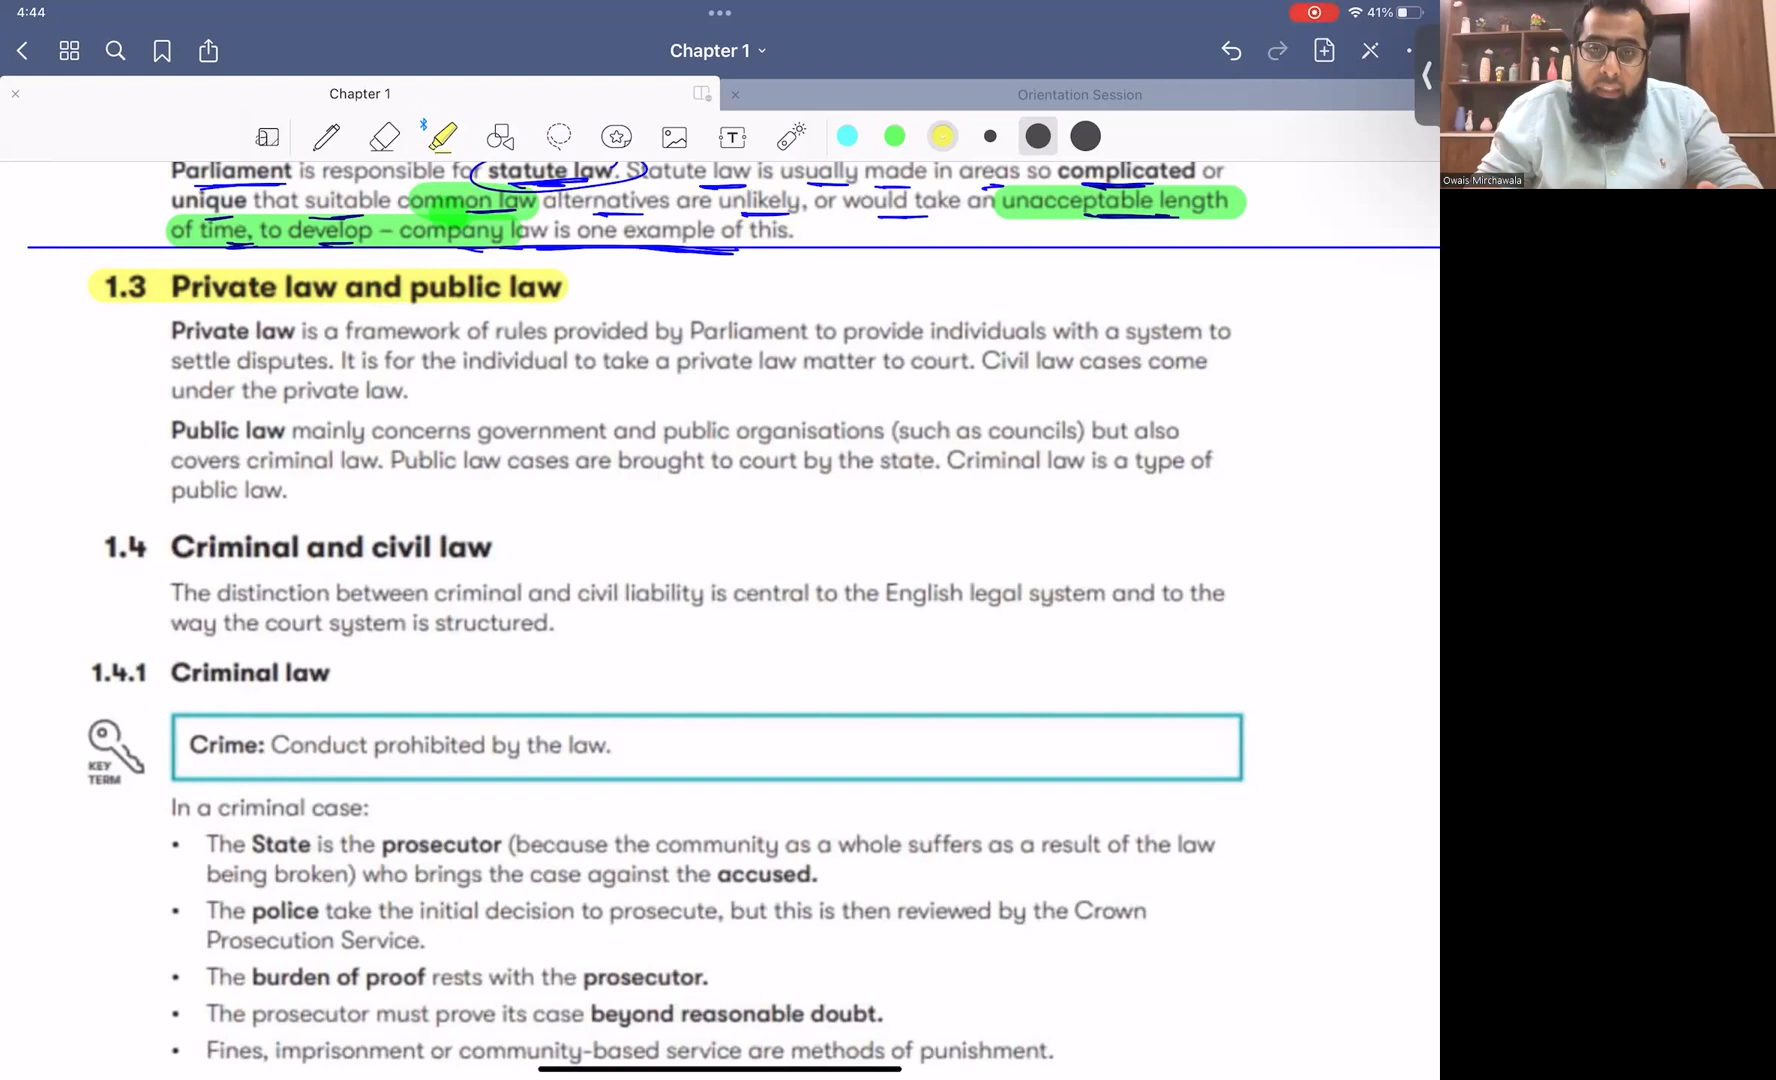 4:44
41%
Chapter 1
Chapter 1
Orientation Session
T
Owais Mirchawala
Parliament is responsible for statute law. Statute law is usually made in areas so complicated or
unique that suitable common law alternatives are unlikely, or would take an unacceptable length
of time, to develop – company law is one example of this.
1.3 Private law and public law
Private law is a framework of rules provided by Parliament to provide individuals with a system to
settle disputes. It is for the individual to take a private law matter to court. Civil law cases come
under the private law.
Public law mainly concerns government and public organisations (such as councils) but also
covers criminal law. Public law cases are brought to court by the state. Criminal law is a type of
public law.
1.4 Criminal and civil law
The distinction between criminal and civil liability is central to the English legal system and to the
way the court system is structured.
1.4.1 Criminal law
KEY
TERM
Crime: Conduct prohibited by the law.
In a criminal case:
• The State is the prosecutor (because the community as a whole suffers as a result of the law
being broken) who brings the case against the accused.
• The police take the initial decision to prosecute, but this is then reviewed by the Crown
Prosecution Service.
• The burden of proof rests with the prosecutor.
• The prosecutor must prove its case beyond reasonable doubt.
• Fines, imprisonment or community-based service are methods of punishment.